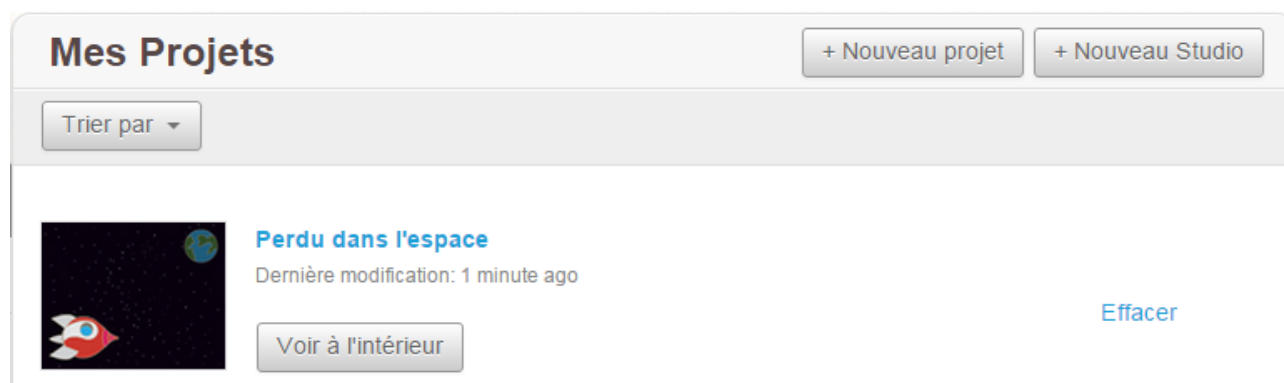 Mes Projets
+ Nouveau projet
+ Nouveau Studio
Trier par
Perdu dans l'espace
Dernière modification: 1 minute ago
Effacer
Voir à l'intérieur